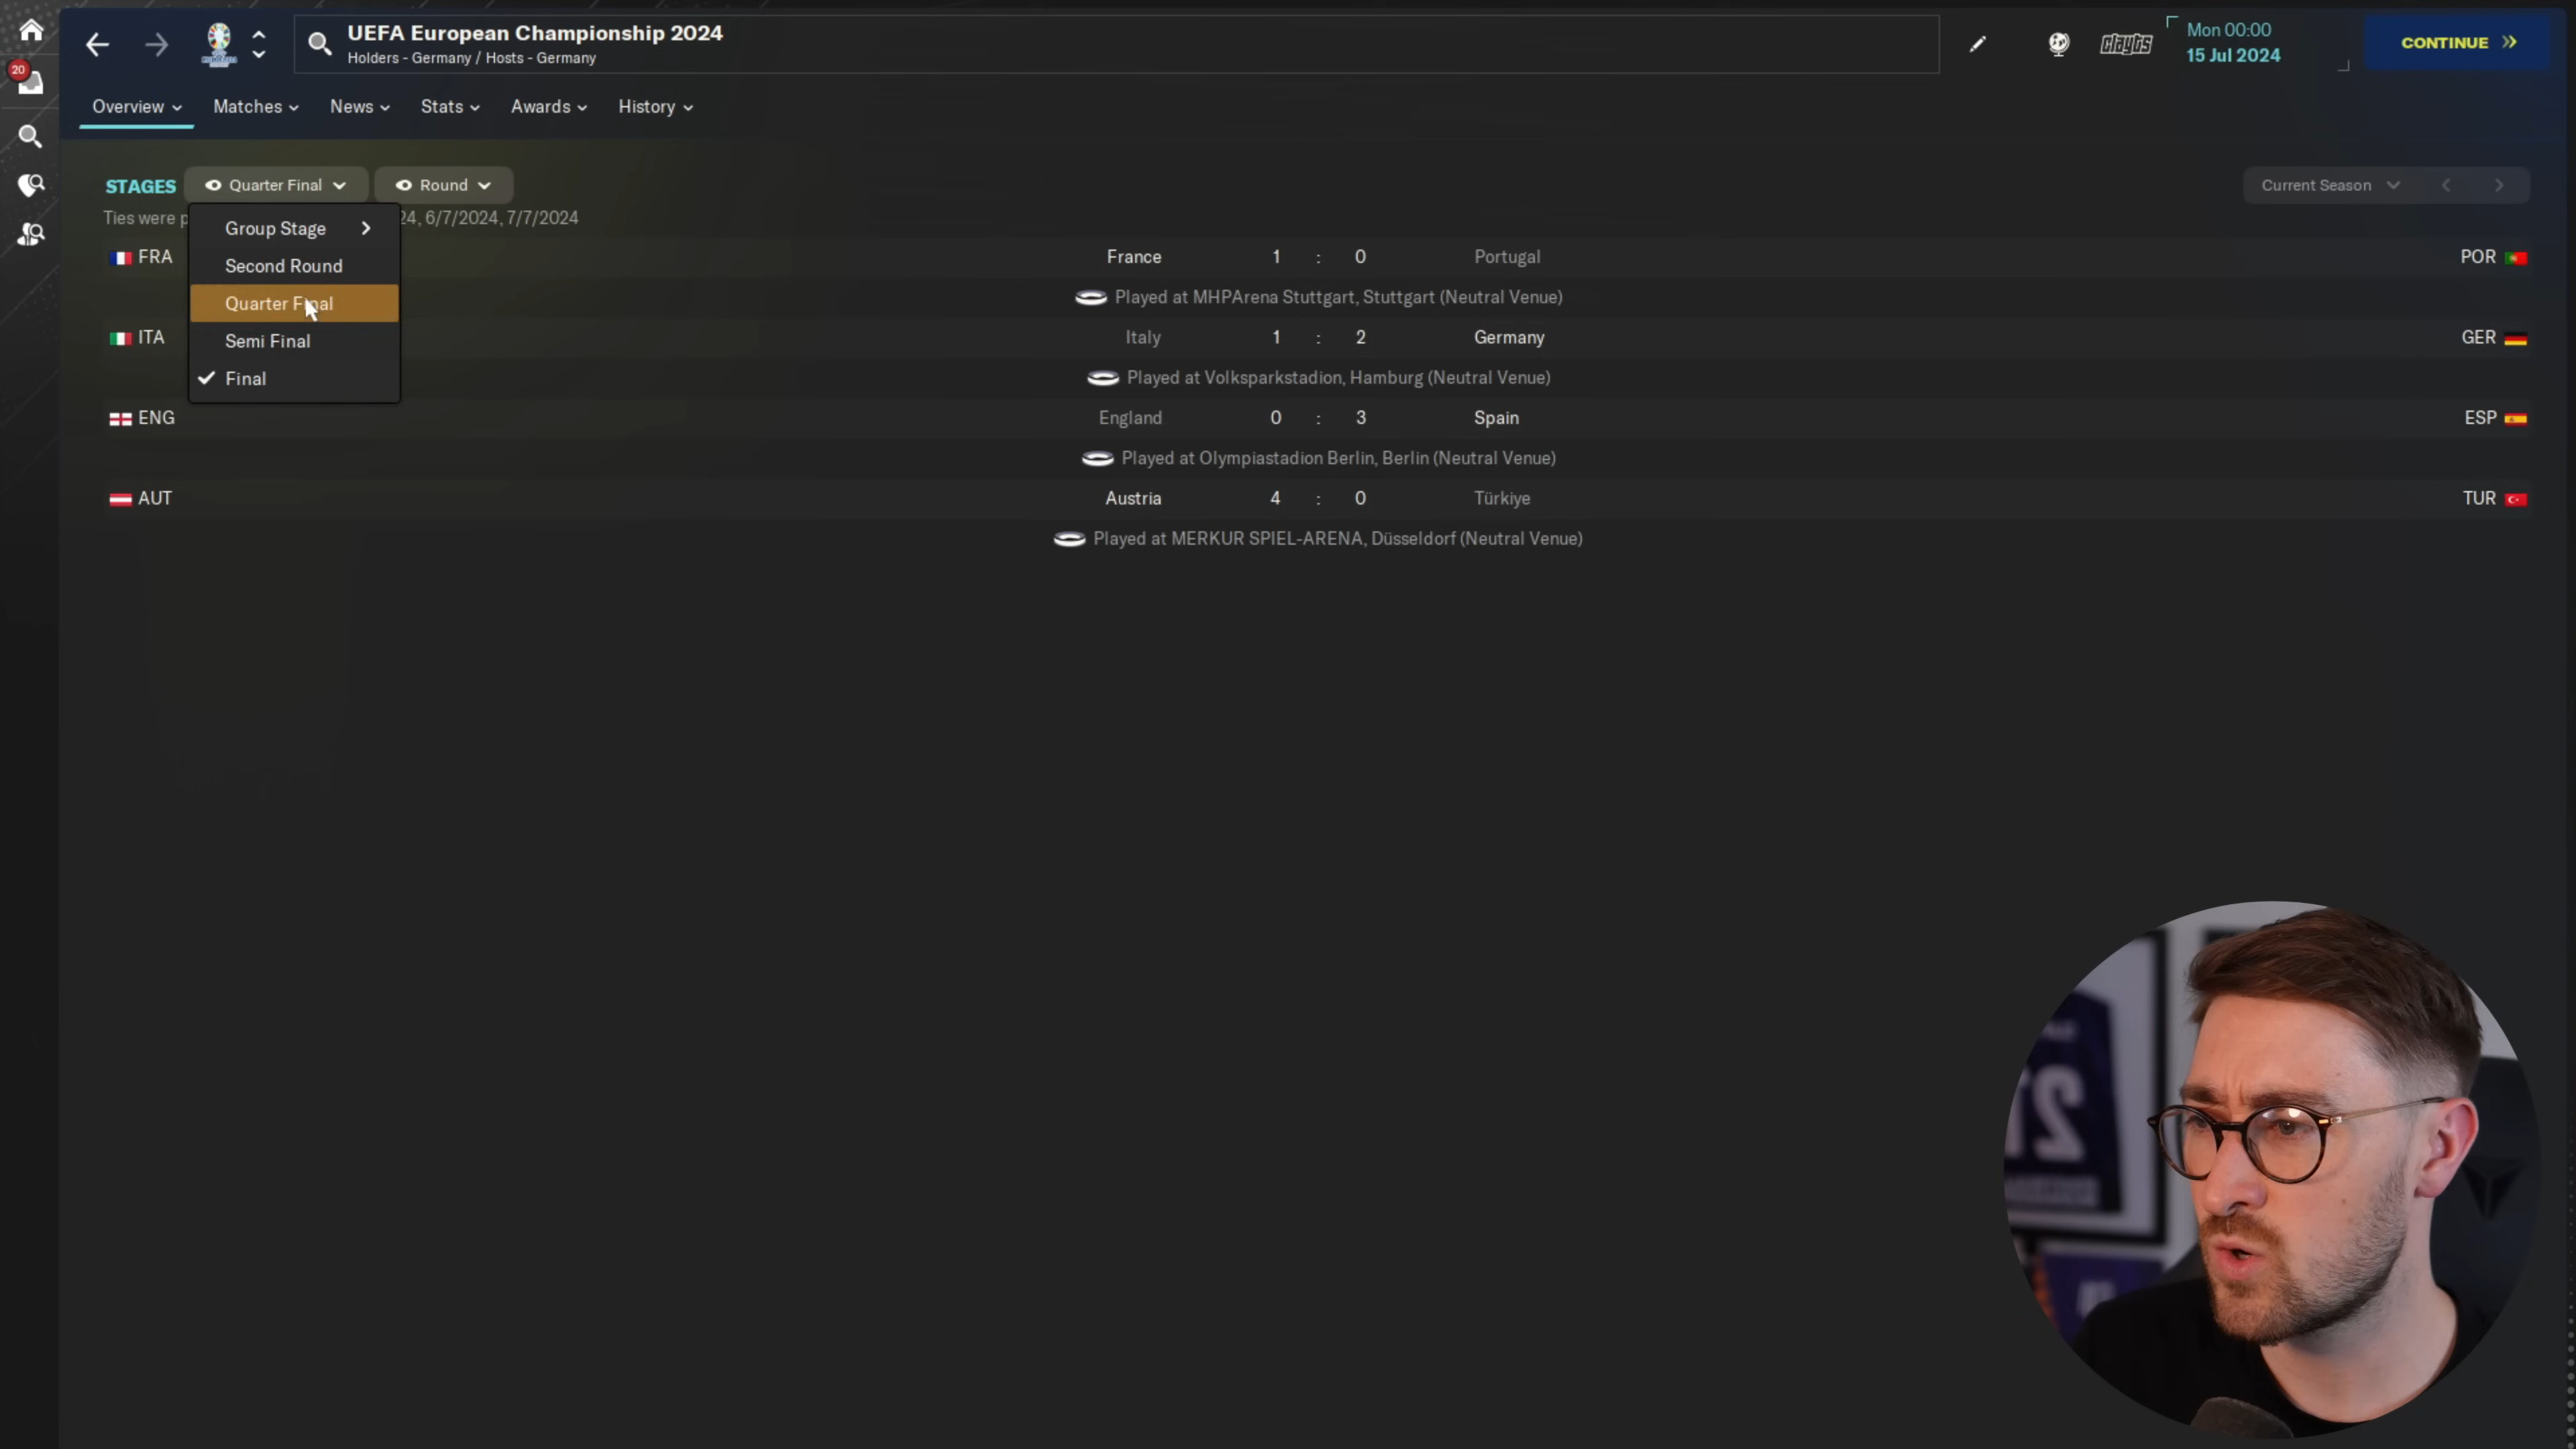 UEFA European Championship 2024
Holders - Germany / Hosts - Germany
claytS
Mon 00:00
15 Jul 2024
CONTINUE
20
Overview
Matches
News
Stats
Awards
History
STAGES
Quarter Final
Round
Current Season
Ties were p
24, 6/7/2024, 7/7/2024
Group Stage
Second Round
Quarter Final
Semi Final
Final
FRA France 1 : 0 Portugal POR
Played at MHPArena Stuttgart, Stuttgart (Neutral Venue)
ITA Italy 1 : 2 Germany GER
Played at Volksparkstadion, Hamburg (Neutral Venue)
ENG England 0 : 3 Spain ESP
Played at Olympiastadion Berlin, Berlin (Neutral Venue)
AUT Austria 4 : 0 Türkiye TUR
Played at MERKUR SPIEL-ARENA, Düsseldorf (Neutral Venue)